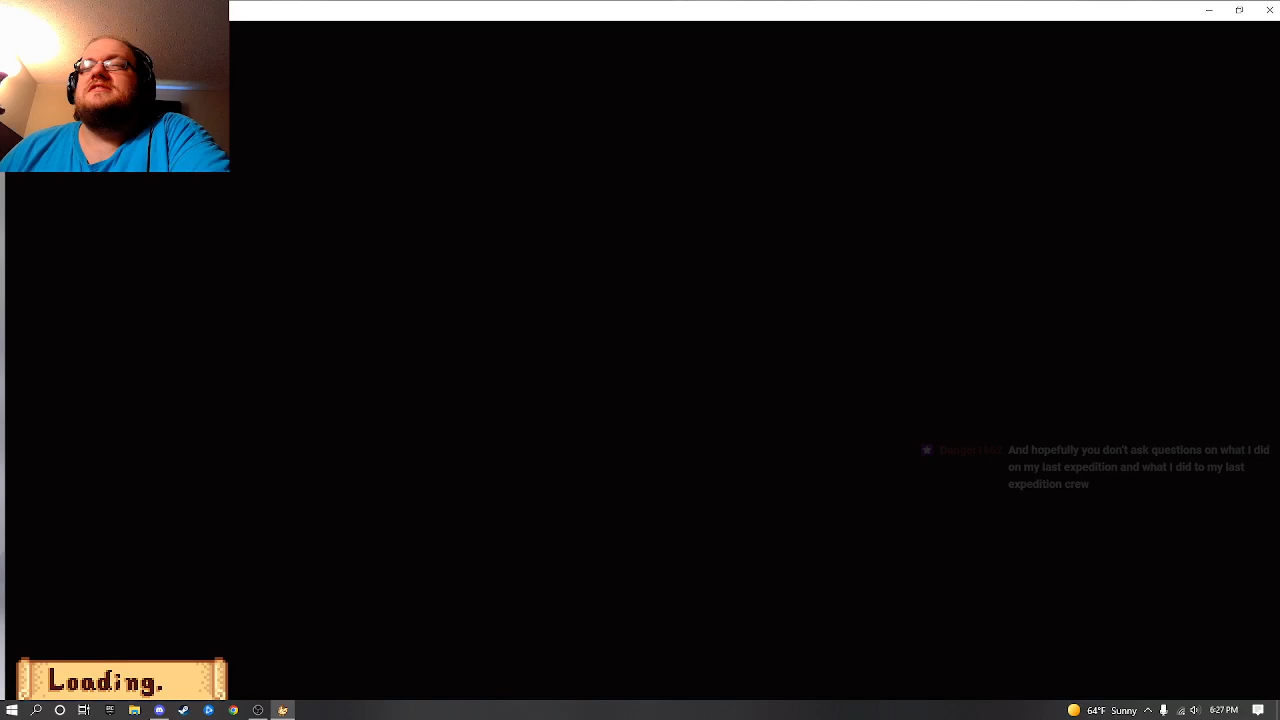 And hopefully you don't ask questions on what I did
on my last expedition and what I did to my last
expedition crew
Loading.
64°F Sunny
6:27 PM